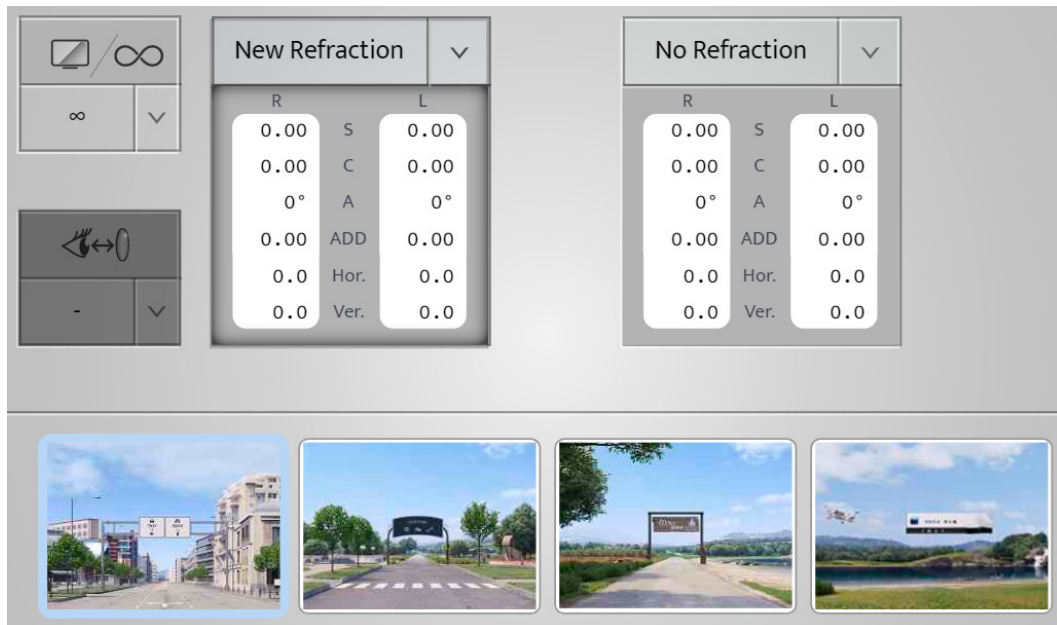 ∞
∞
-
New Refraction
R L
0.00 S 0.00
0.00 C 0.00
0° A 0°
0.00 ADD 0.00
0.0 Hor. 0.0
0.0 Ver. 0.0
No Refraction
R L
0.00 S 0.00
0.00 C 0.00
0° A 0°
0.00 ADD 0.00
0.0 Hor. 0.0
0.0 Ver. 0.0